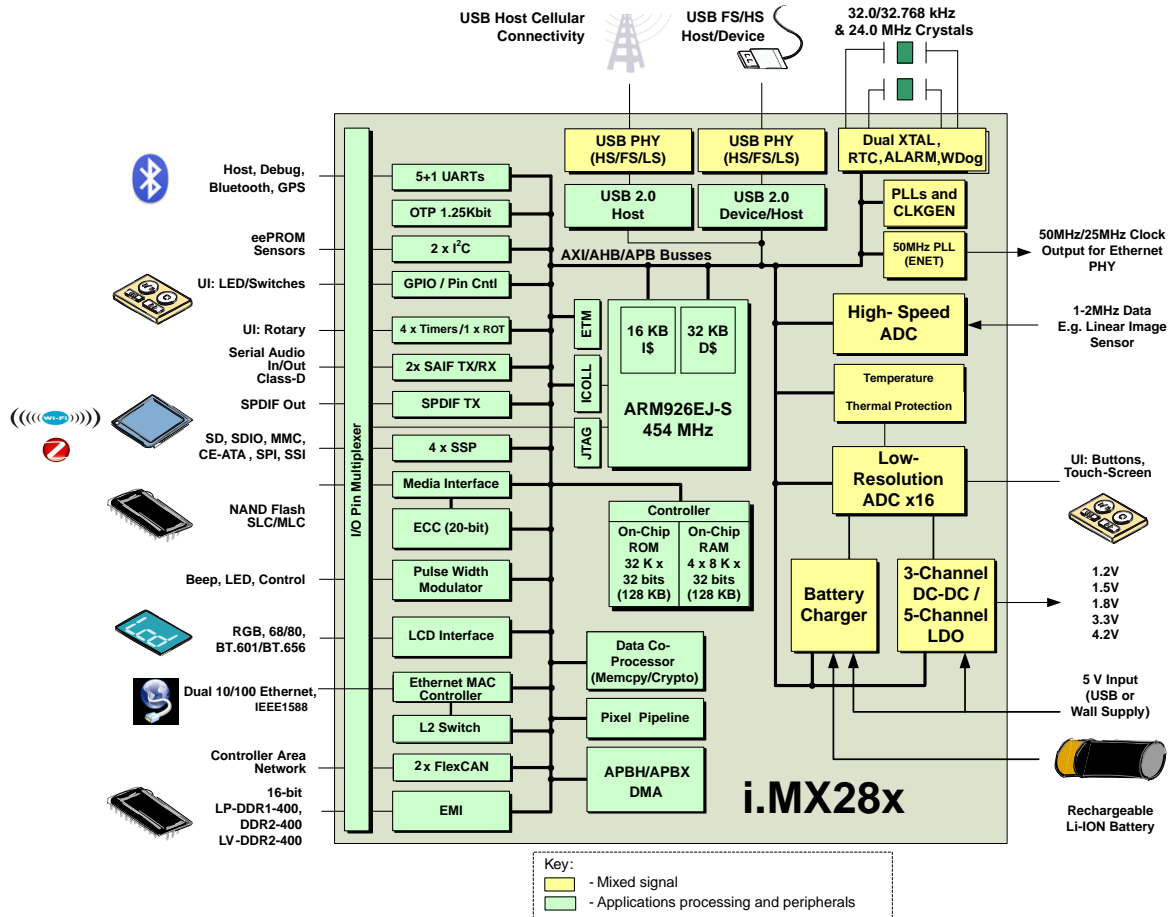 USB Host Cellular
Connectivity
USB FS/HS
Host/Device
32.0/32.768 kHz
& 24.0 MHz Crystals
USB PHY
(HS/FS/LS)
USB PHY
(HS/FS/LS)
Dual XTAL,
RTC,ALARM,WDog
USB 2.0
Host
USB 2.0
Device/Host
PLLs and
CLKGEN
50MHz PLL
(ENET)
50MHz/25MHz Clock
Output for Ethernet
PHY
AXI/AHB/APB Busses
I/O Pin Multiplexer
Host, Debug,
Bluetooth, GPS
5+1 UARTs
OTP 1.25Kbit
eePROM
Sensors
2 x I²C
UI: LED/Switches
GPIO / Pin Cntl
UI: Rotary
4 x Timers/1 x ROT
Serial Audio
In/Out
Class-D
2x SAIF TX/RX
SPDIF Out
SPDIF TX
Wi-Fi
SD, SDIO, MMC,
CE-ATA , SPI, SSI
4 x SSP
Media Interface
NAND Flash
SLC/MLC
ECC (20-bit)
Beep, LED, Control
Pulse Width
Modulator
Lcd
RGB, 68/80,
BT.601/BT.656
LCD Interface
Dual 10/100 Ethernet,
IEEE1588
Ethernet MAC
Controller
L2 Switch
Controller Area
Network
2 x FlexCAN
16-bit
LP-DDR1-400,
DDR2-400
LV-DDR2-400
EMI
ETM
ICOLL
JTAG
16 KB
I$
32 KB
D$
ARM926EJ-S
454 MHz
Controller
On-Chip
ROM
32 K x
32 bits
(128 KB)
On-Chip
RAM
4 x 8 K x
32 bits
(128 KB)
Data Co-
Processor
(Memcpy/Crypto)
Pixel Pipeline
APBH/APBX
DMA
High- Speed
ADC
1-2MHz Data
E.g. Linear Image
Sensor
Temperature
Thermal Protection
Low-
Resolution
ADC x16
UI: Buttons,
Touch-Screen
Battery
Charger
3-Channel
DC-DC /
5-Channel
LDO
1.2V
1.5V
1.8V
3.3V
4.2V
5 V Input
(USB or
Wall Supply)
Rechargeable
Li-ION Battery
i.MX28x
Key:
- Mixed signal
- Applications processing and peripherals